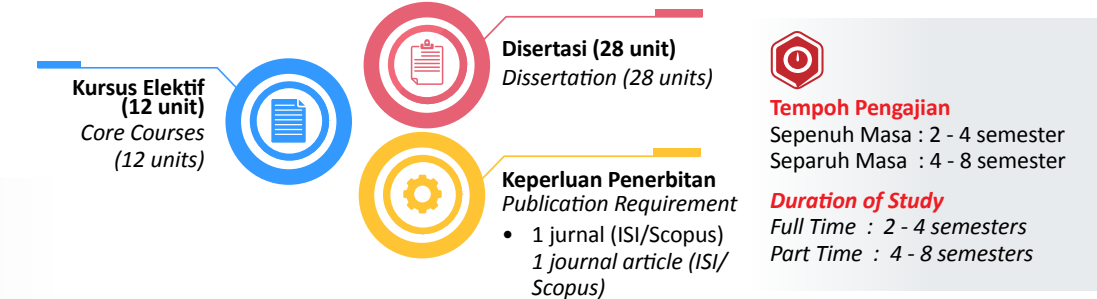 Kursus Elektif
(12 unit)
Core Courses
(12 units)
Disertasi (28 unit)
Dissertation (28 units)
Keperluan Penerbitan
Publication Requirement
• 1 jurnal (ISI/Scopus)
1 journal article (ISI/
Scopus)
Tempoh Pengajian
Sepenuh Masa : 2 - 4 semester
Separuh Masa : 4 - 8 semester
Duration of Study
Full Time : 2 - 4 semesters
Part Time : 4 - 8 semesters